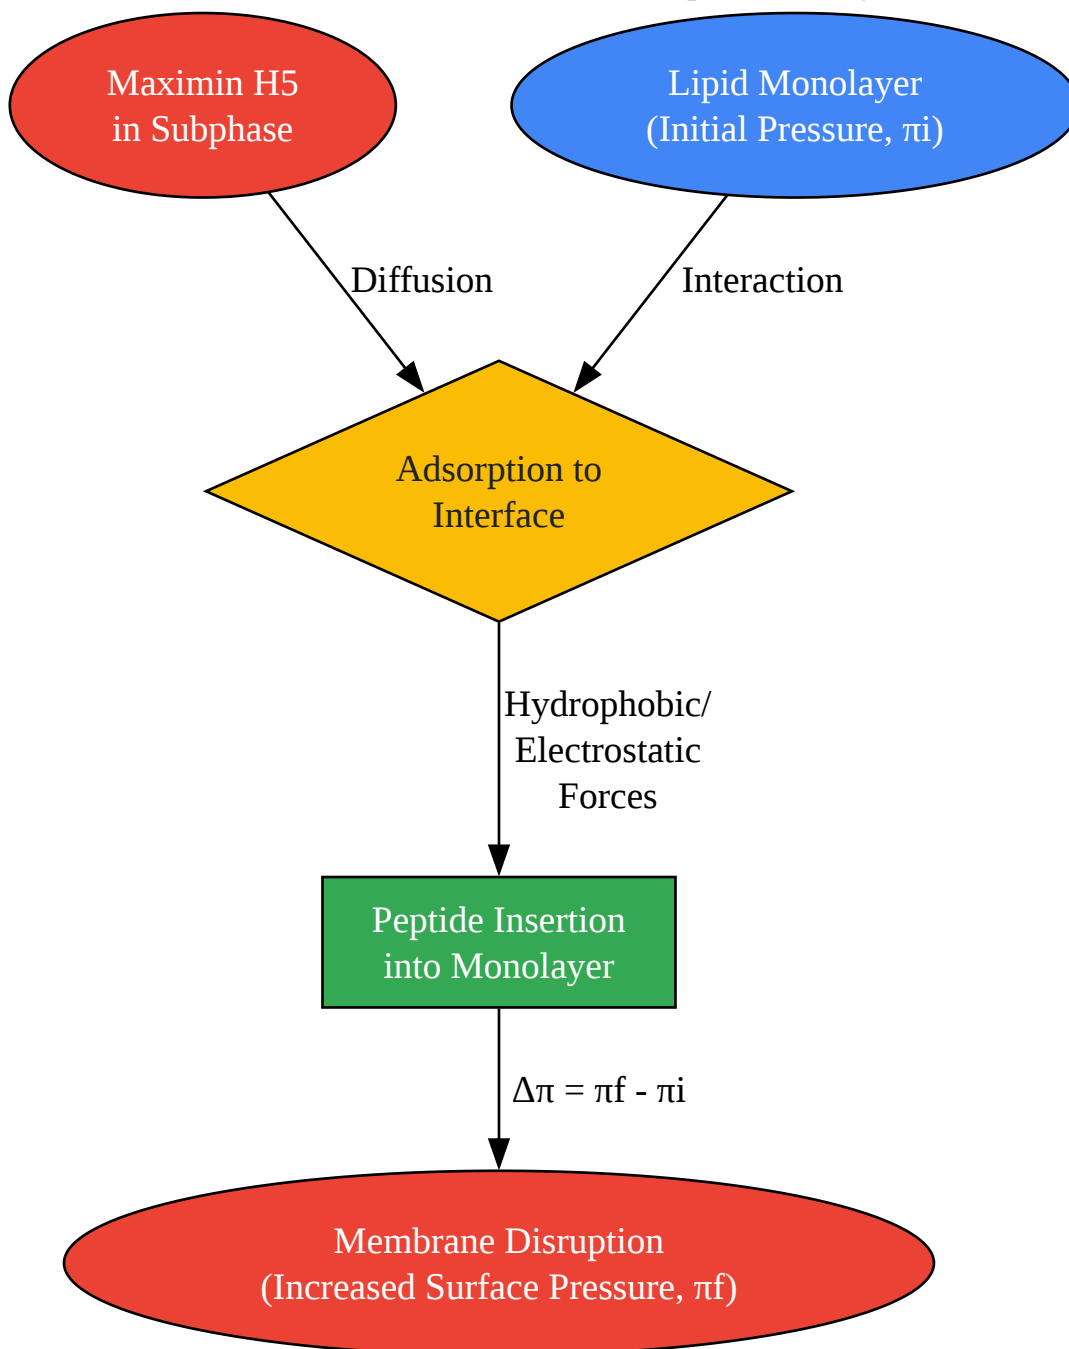 Maximin H5
in Subphase
Lipid Monolayer
(Initial Pressure, πi)
Diffusion
Interaction
Adsorption to
Interface
Hydrophobic/
Electrostatic
Forces
Peptide Insertion
into Monolayer
Δπ = πf - πi
Membrane Disruption
(Increased Surface Pressure, πf)